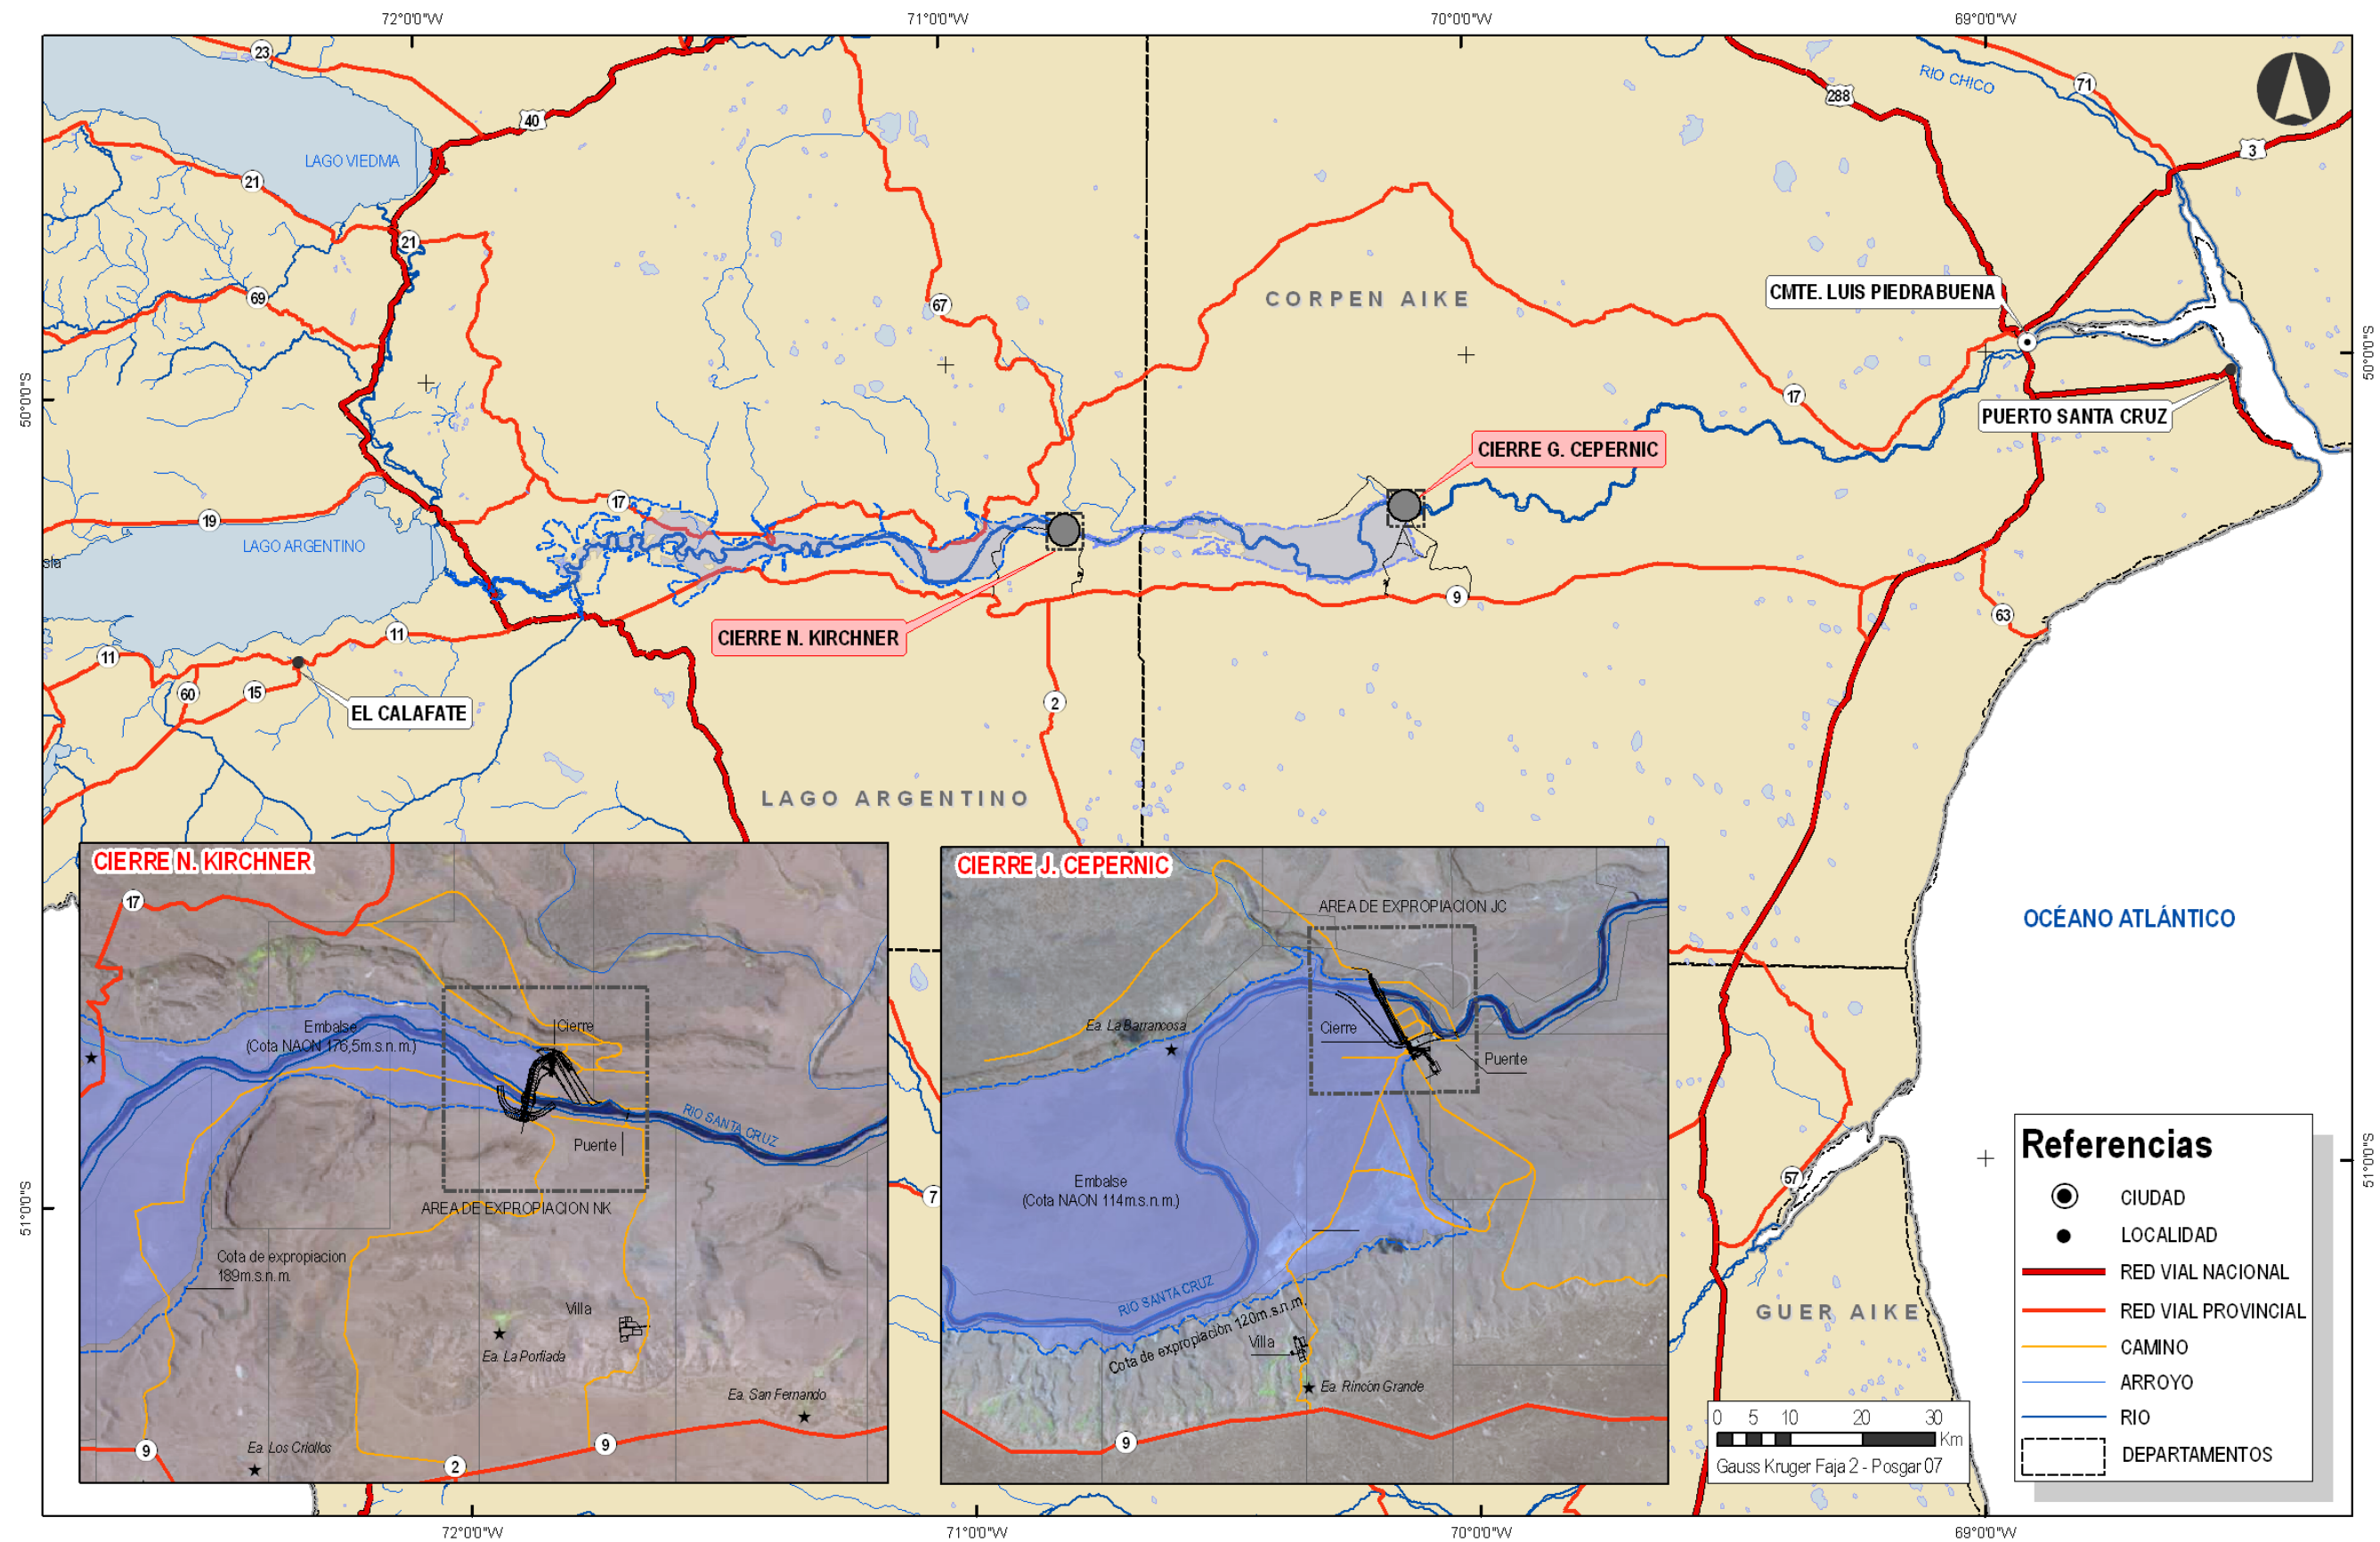 72°0'0"W
71°0'0"W
70°0'0"W
69°0'0"W
23
40
288
RIO CHICO
71
3
LAGO VIEDMA
21
21
69
67
CORPEN AIKE
CMTE. LUIS PIEDRABUENA
50°0'0"S
50°0'0"S
17
PUERTO SANTA CRUZ
CIERRE G. CEPERNIC
17
19
LAGO ARGENTINO
9
63
CIERRE N. KIRCHNER
11
11
60
15
EL CALAFATE
2
LAGO ARGENTINO
OCÉANO ATLÁNTICO
CIERRE N. KIRCHNER
17
Embalse
(Cota NAON 176,5m.s.n.m.)
Cierre
RIO SANTA CRUZ
Puente
AREA DE EXPROPIACION NK
Cota de expropiacion
189m.s.n.m.
Villa
Ea. La Porfiada
Ea. San Fernando
Ea. Los Criollos
9
9
2
7
CIERRE J. CEPERNIC
AREA DE EXPROPIACION JC
Ea. La Barrancosa
Cierre
Puente
Embalse
(Cota NAON 114m.s.n.m.)
RIO SANTA CRUZ
Cota de expropiación 120m.s.n.m.
Villa
Ea. Rincón Grande
9
57
GUER AIKE
51°0'0"S
51°0'0"S
Referencias
CIUDAD
LOCALIDAD
RED VIAL NACIONAL
RED VIAL PROVINCIAL
CAMINO
ARROYO
RIO
DEPARTAMENTOS
0 5 10 20 30
Km
Gauss Kruger Faja 2 - Posgar 07
72°0'0"W
71°0'0"W
70°0'0"W
69°0'0"W